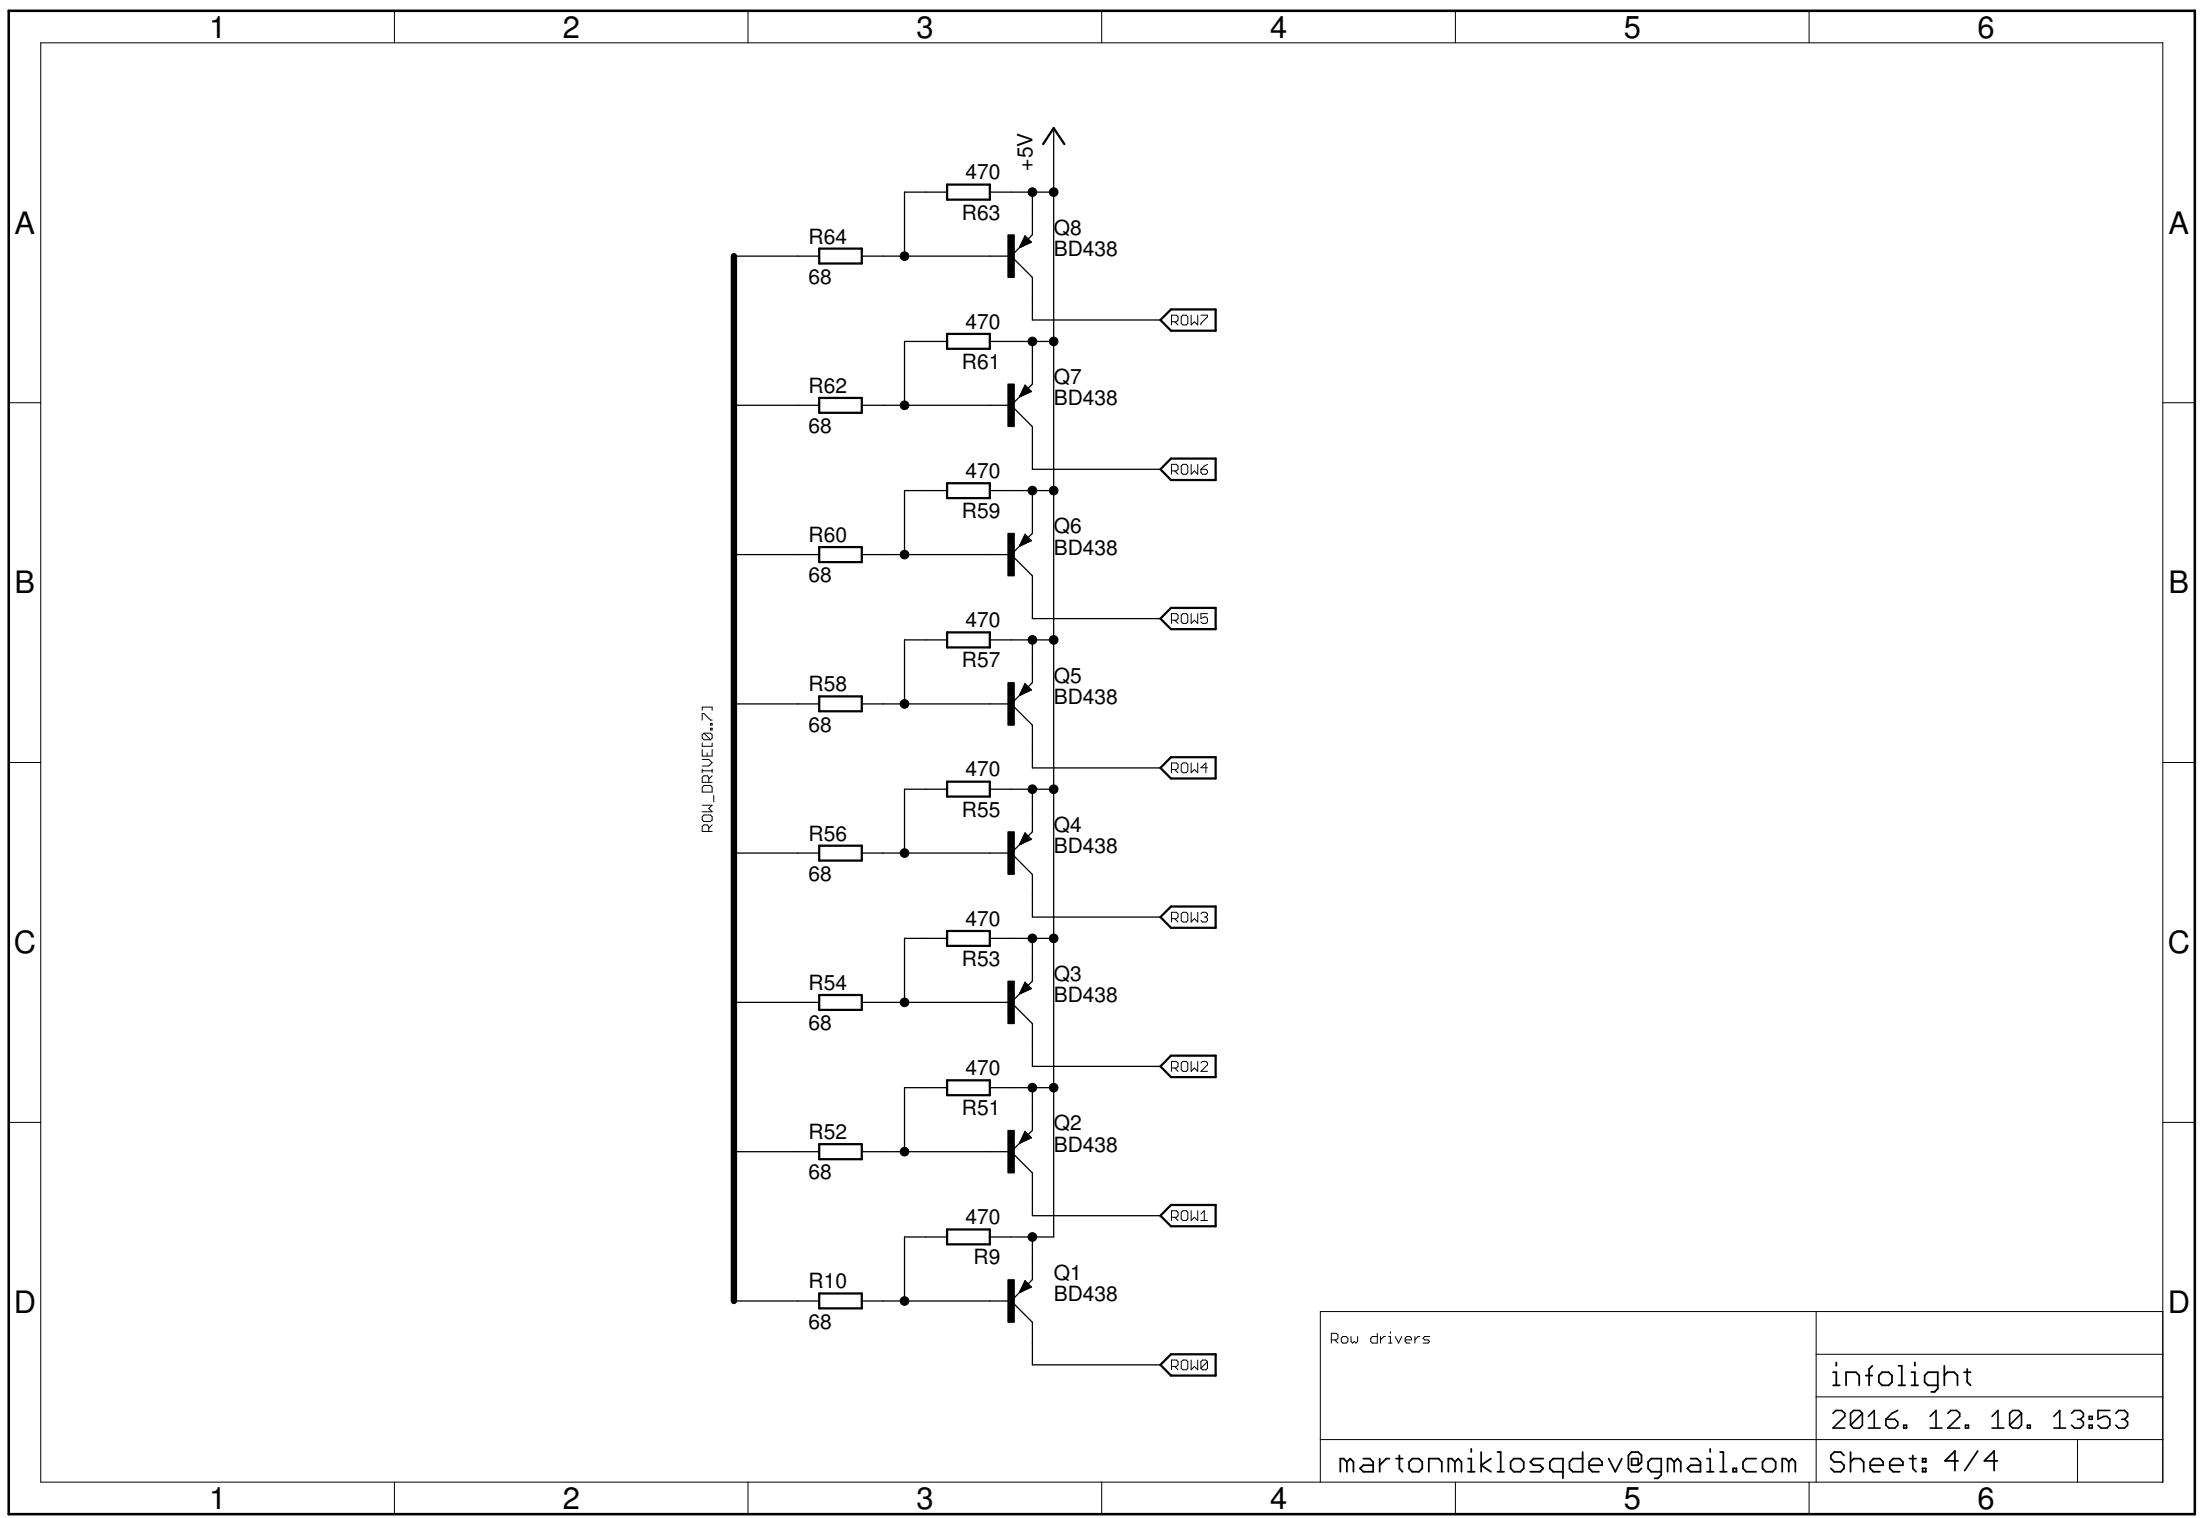 1 2 3 4 5 6
A A
B B
C C
D D
+5V
470
R63
Q8
BD438
R64
68
ROW7
470
R61
Q7
BD438
R62
68
ROW6
470
R59
Q6
BD438
R60
68
ROW5
470
R57
Q5
BD438
R58
68
ROW4
ROW_DRIVE[0..7]
470
R55
Q4
BD438
R56
68
ROW3
470
R53
Q3
BD438
R54
68
ROW2
470
R51
Q2
BD438
R52
68
ROW1
470
R9
Q1
BD438
R10
68
ROW0
Row drivers
infolight
2016. 12. 10. 13:53
martonmiklosqdev@gmail.com
Sheet: 4/4
1 2 3 4 5 6